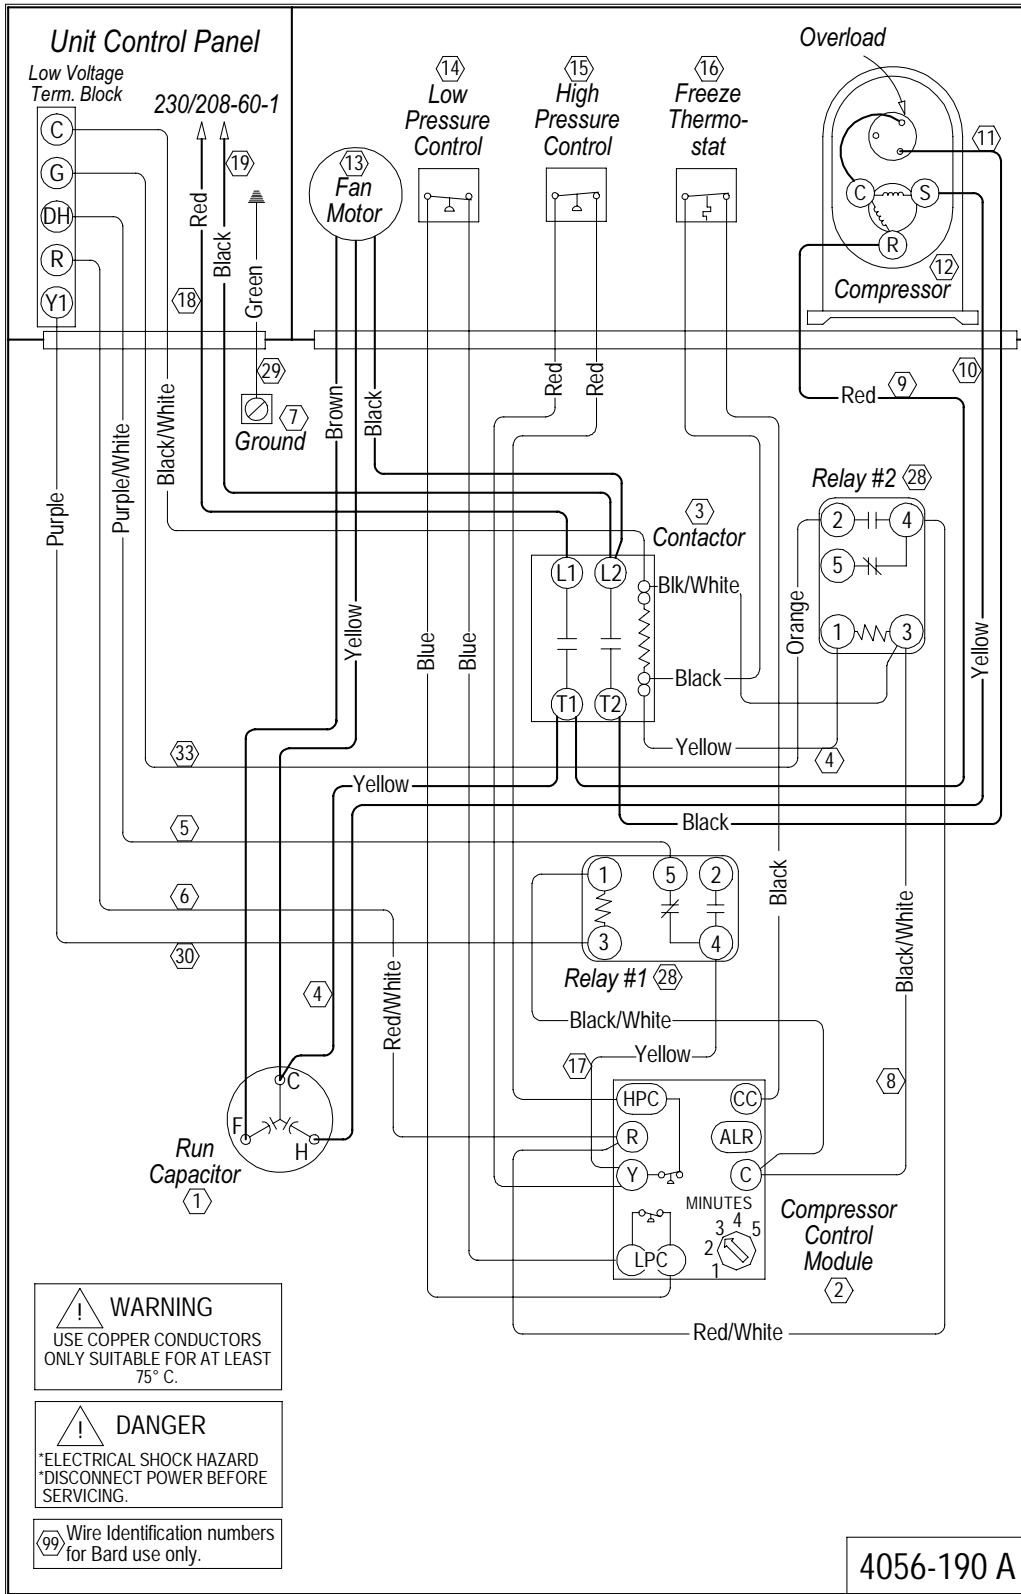 Unit Control Panel
Low Voltage
Term. Block
C
G
DH
R
Y1
230/208-60-1
19
18
Red
Black
Green
29
7
Ground
13
Fan
Motor
14
Low
Pressure
Control
15
High
Pressure
Control
16
Freeze
Thermo-
stat
Overload
C
S
R
11
12
Compressor
10
Red
9
Purple
Purple/White
Black/White
Brown
Black
Yellow
Red
Red
Blue
Blue
3
Contactor
L1
L2
T1
T2
Blk/White
Black
Yellow
4
Relay #2
28
2
4
5
1
3
Orange
Yellow
33
5
6
30
Yellow
Black
Black
1
5
2
3
4
Relay #1
28
Black/White
Yellow
17
Black/White
8
Red/White
4
C
F
H
Run
Capacitor
1
HPC
CC
R
ALR
Y
C
MINUTES
1
2
3
4
5
LPC
Compressor
Control
Module
2
Red/White
! WARNING
USE COPPER CONDUCTORS
ONLY SUITABLE FOR AT LEAST
75° C.
! DANGER
*ELECTRICAL SHOCK HAZARD
*DISCONNECT POWER BEFORE
SERVICING.
99 Wire Identification numbers
for Bard use only.
4056-190 A